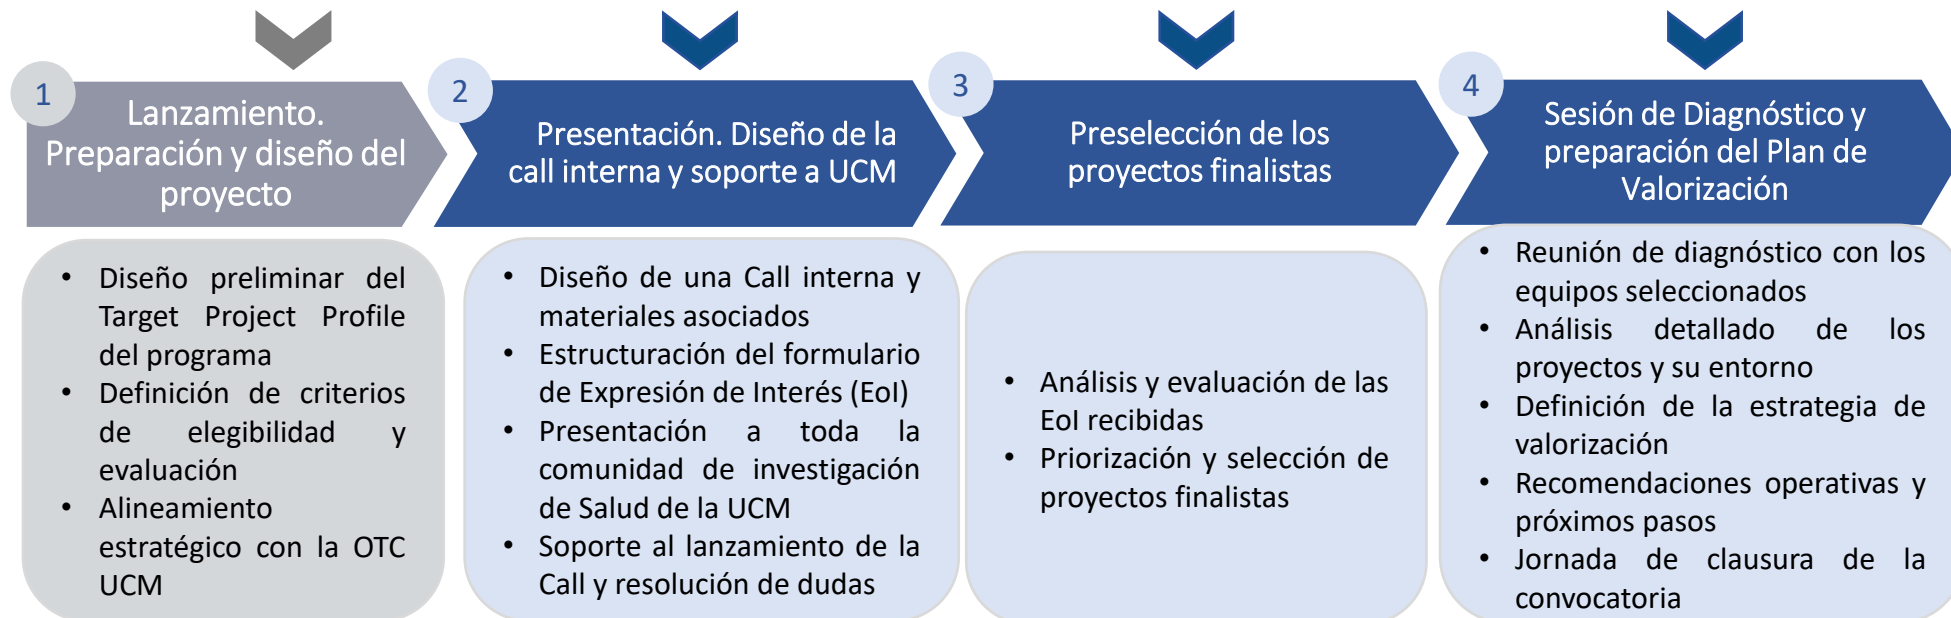 1
Lanzamiento.
Preparación y diseño del
proyecto
• Diseño preliminar del
Target Project Profile
del programa
• Definición de criterios
de elegibilidad y
evaluación
• Alineamiento
estratégico con la OTC
UCM
2
Presentación. Diseño de la
call interna y soporte a UCM
• Diseño de una Call interna y
materiales asociados
• Estructuración del formulario
de Expresión de Interés (EoI)
• Presentación a toda la
comunidad de investigación
de Salud de la UCM
• Soporte al lanzamiento de la
Call y resolución de dudas
3
Preselección de los
proyectos finalistas
• Análisis y evaluación de las
EoI recibidas
• Priorización y selección de
proyectos finalistas
4
Sesión de Diagnóstico y
preparación del Plan de
Valorización
• Reunión de diagnóstico con los
equipos seleccionados
• Análisis detallado de los
proyectos y su entorno
• Definición de la estrategia de
valorización
• Recomendaciones operativas y
próximos pasos
• Jornada de clausura de la
convocatoria